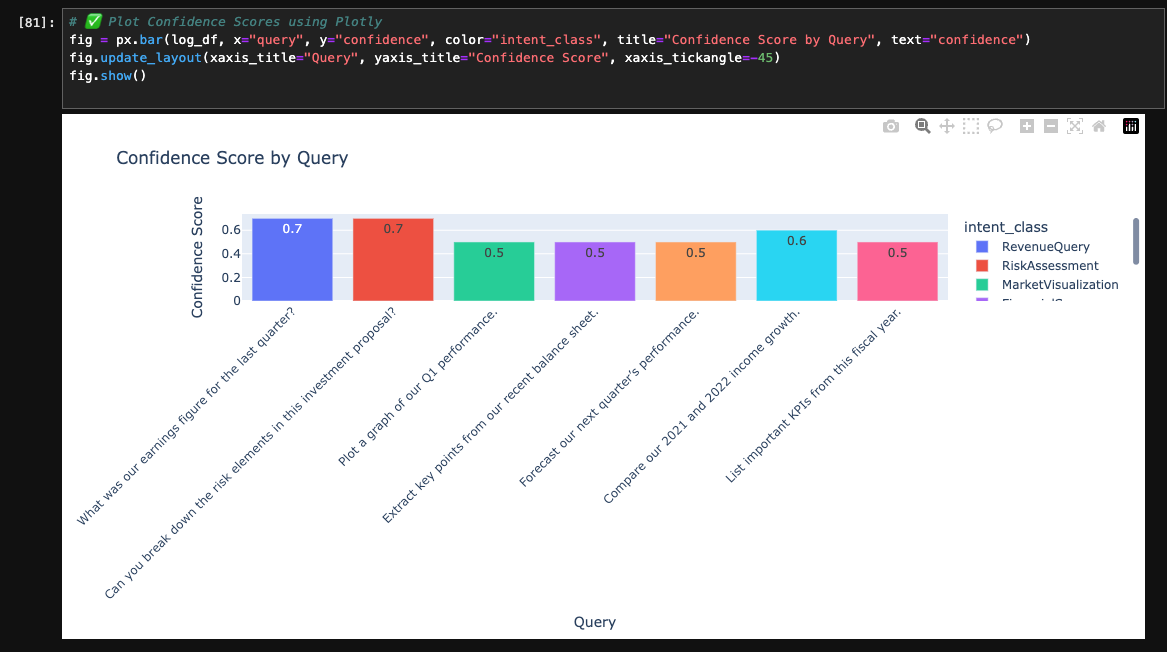 [81]:
# ✅ Plot Confidence Scores using Plotly
fig = px.bar(log_df, x="query", y="confidence", color="intent_class", title="Confidence Score by Query", text="confidence")
fig.update_layout(xaxis_title="Query", yaxis_title="Confidence Score", xaxis_tickangle=-45)
fig.show()
Confidence Score by Query
Confidence Score
0.6
0.4
0.2
0
0.7
0.7
0.5
0.5
0.5
0.6
0.5
intent_class
RevenueQuery
RiskAssessment
MarketVisualization
What was our earnings figure for the last quarter?
Can you break down the risk elements in this investment proposal?
Plot a graph of our Q1 performance.
Extract key points from our recent balance sheet.
Forecast our next quarter's performance.
Compare our 2021 and 2022 income growth.
List important KPIs from this fiscal year.
Query